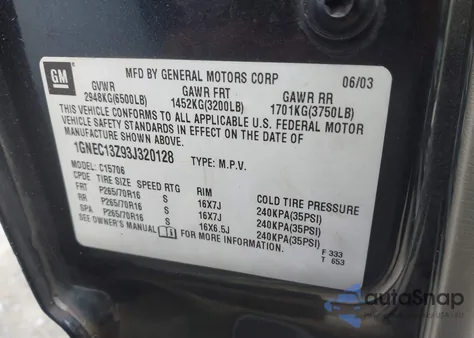 GM
MFD BY GENERAL MOTORS CORP 06/03
GVWR GAWR FRT GAWR RR
2948KG(6500LB) 1452KG(3200LB) 1701KG(3750LB)
THIS VEHICLE CONFORMS TO ALL APPLICABLE U.S. FEDERAL MOTOR
VEHICLE SAFETY STANDARDS IN EFFECT ON THE DATE OF
MANUFACTURE SHOWN ABOVE.
1GNEC13Z93J320128 TYPE: M.P.V.
C15706
TIRE SIZE SPEED RTG RIM COLD TIRE PRESSURE
FRT P265/70R16 S 16X7J 240KPA(35PSI)
RR P265/70R16 S 16X7J 240KPA(35PSI)
SPA P265/70R16 S 16X6.5J 240KPA(35PSI)
SEE OWNER'S MANUAL FOR MORE INFORMATION.
F 333
T 653
autoSnap